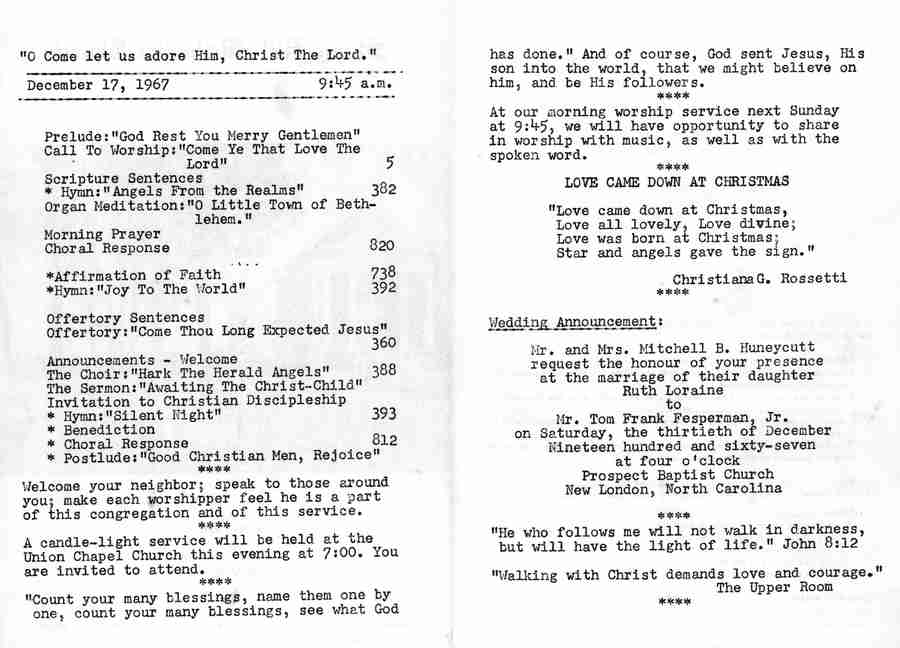 "O Come let us adore Him, Christ The Lord."
December 17, 1967 9:45 a.m.
Prelude:"God Rest You Merry Gentlemen"
Call To Worship:"Come Ye That Love The
Lord" 5
Scripture Sentences
* Hymn:"Angels From the Realms" 382
Organ Meditation:"O Little Town of Beth-
lehem."
Morning Prayer
Choral Response 820
*Affirmation of Faith 738
*Hymn:"Joy To The World" 392
Offertory Sentences
Offertory:"Come Thou Long Expected Jesus"
360
Announcements - Welcome
The Choir:"Hark The Herald Angels" 388
The Sermon:"Awaiting The Christ-Child"
Invitation to Christian Discipleship
* Hymn:"Silent Night" 393
* Benediction
* Choral Response 812
* Postlude:"Good Christian Men, Rejoice"
****
Welcome your neighbor; speak to those around
you; make each worshipper feel he is a part
of this congregation and of this service.
****
A candle-light service will be held at the
Union Chapel Church this evening at 7:00. You
are invited to attend.
****
"Count your many blessings, name them one by
one, count your many blessings, see what God
has done." And of course, God sent Jesus, His
son into the world, that we might believe on
him, and be His followers.
****
At our morning worship service next Sunday
at 9:45, we will have opportunity to share
in worship with music, as well as with the
spoken word.
****
LOVE CAME DOWN AT CHRISTMAS
"Love came down at Christmas,
Love all lovely, Love divine;
Love was born at Christmas;
Star and angels gave the sign."
Christiana G. Rossetti
****
Wedding Announcement:
Mr. and Mrs. Mitchell B. Huneycutt
request the honour of your presence
at the marriage of their daughter
Ruth Loraine
to
Mr. Tom Frank Fesperman, Jr.
on Saturday, the thirtieth of December
Nineteen hundred and sixty-seven
at four o'clock
Prospect Baptist Church
New London, North Carolina
****
"He who follows me will not walk in darkness,
but will have the light of life." John 8:12
"Walking with Christ demands love and courage."
The Upper Room
****